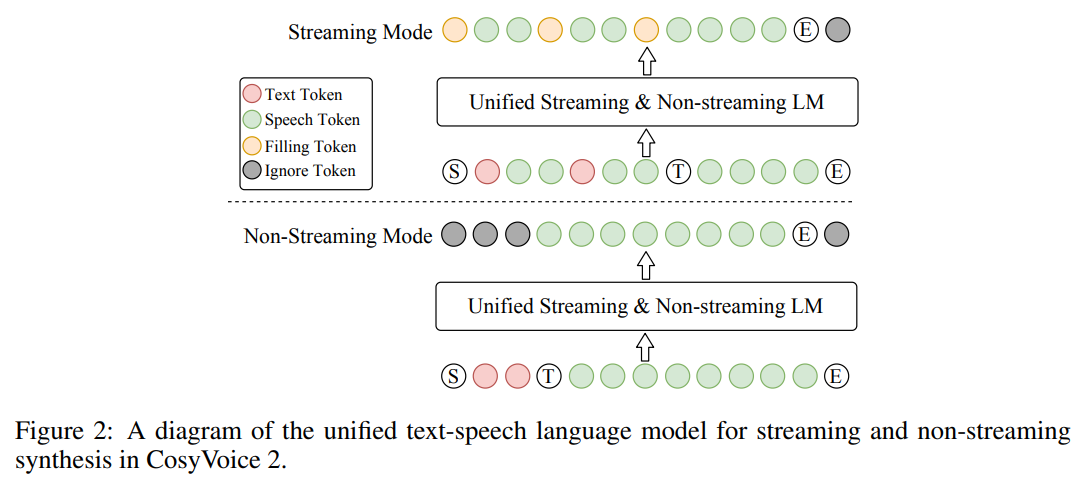 Streaming Mode
E
Unified Streaming & Non-streaming LM
Text Token
Speech Token
Filling Token
Ignore Token
S
T
E
Non-Streaming Mode
E
Unified Streaming & Non-streaming LM
S
T
E
Figure 2: A diagram of the unified text-speech language model for streaming and non-streaming
synthesis in CosyVoice 2.